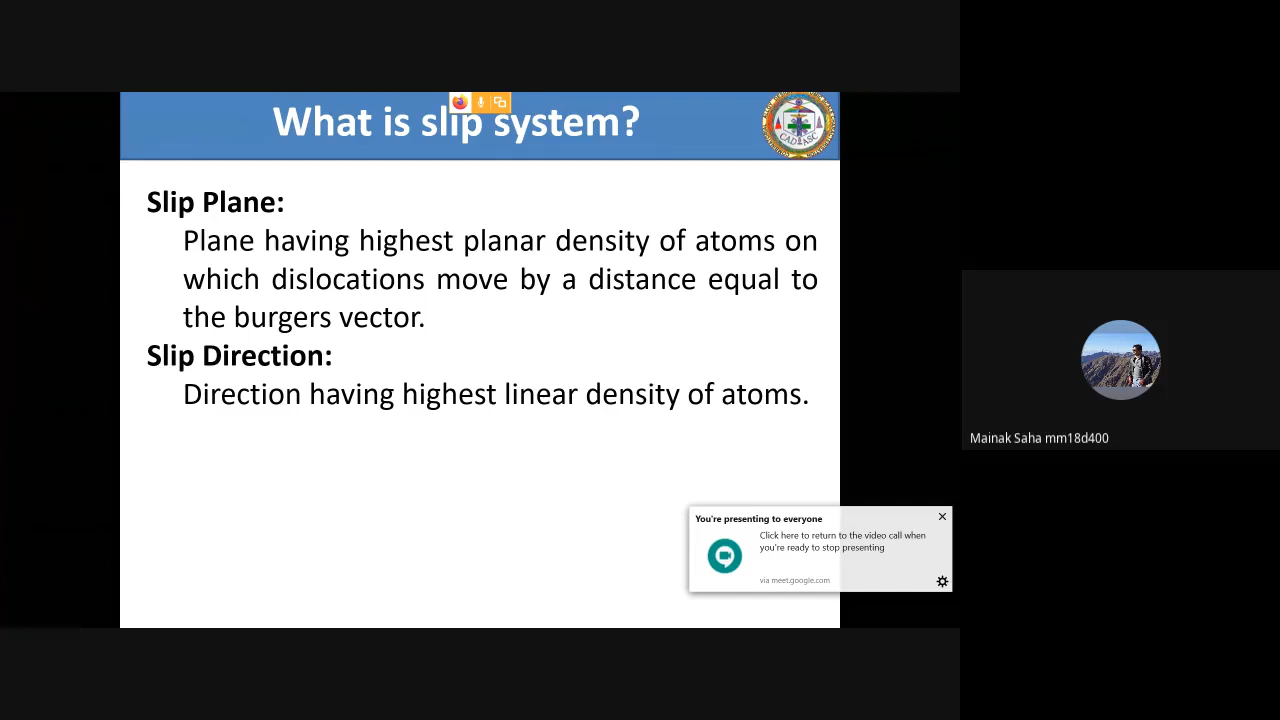 What is slip system?
CAD ASC
Slip Plane:
Plane having highest planar density of atoms on
which dislocations move by a distance equal to
the burgers vector.
Slip Direction:
Direction having highest linear density of atoms.
You're presenting to everyone
Click here to return to the video call when
you're ready to stop presenting
via meet.google.com
Mainak Saha mm18d400